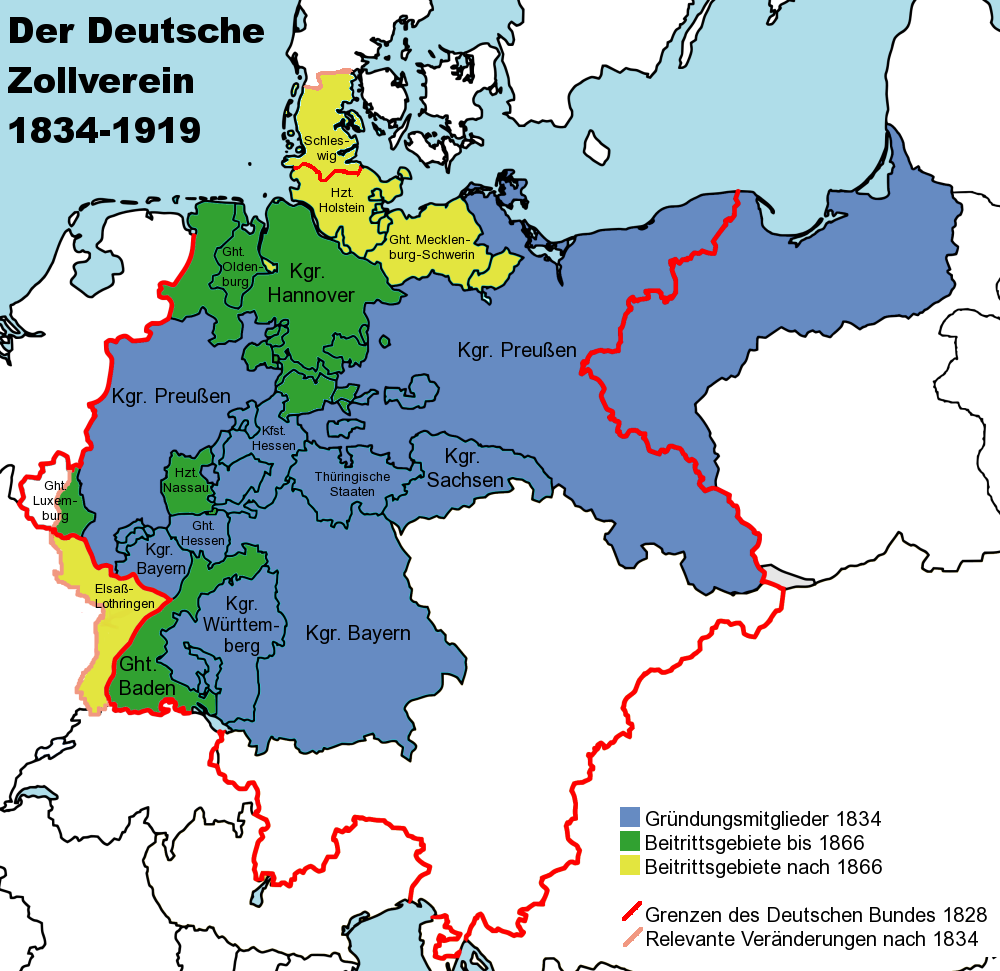 Der Deutsche
Zollverein
1834-1919
Schles-
wig
Hzt.
Holstein
Ght. Mecklen-
burg-Schwerin
Ght.
Olden-
burg
Kgr.
Hannover
Kgr. Preußen
Kgr. Preußen
Kfst.
Hessen
Kgr.
Sachsen
Hzt.
Nassau
Thüringische
Staaten
Ght.
Luxem-
burg
Ght.
Hessen
Kgr.
Bayern
Elsaß-
Lothringen
Kgr.
Württem-
berg
Kgr. Bayern
Ght.
Baden
Gründungsmitglieder 1834
Beitrittsgebiete bis 1866
Beitrittsgebiete nach 1866
Grenzen des Deutschen Bundes 1828
Relevante Veränderungen nach 1834